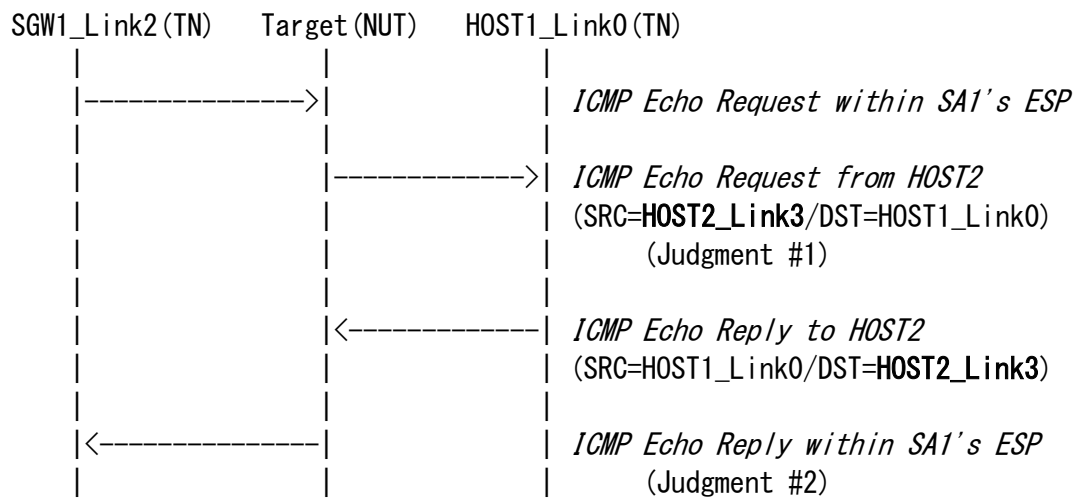 SGW1_Link2(TN) Target(NUT) HOST1_Link0(TN)
ICMP Echo Request within SA1's ESP
ICMP Echo Request from HOST2
(SRC=HOST2_Link3/DST=HOST1_Link0)
(Judgment #1)
ICMP Echo Reply to HOST2
(SRC=HOST1_Link0/DST=HOST2_Link3)
ICMP Echo Reply within SA1's ESP
(Judgment #2)